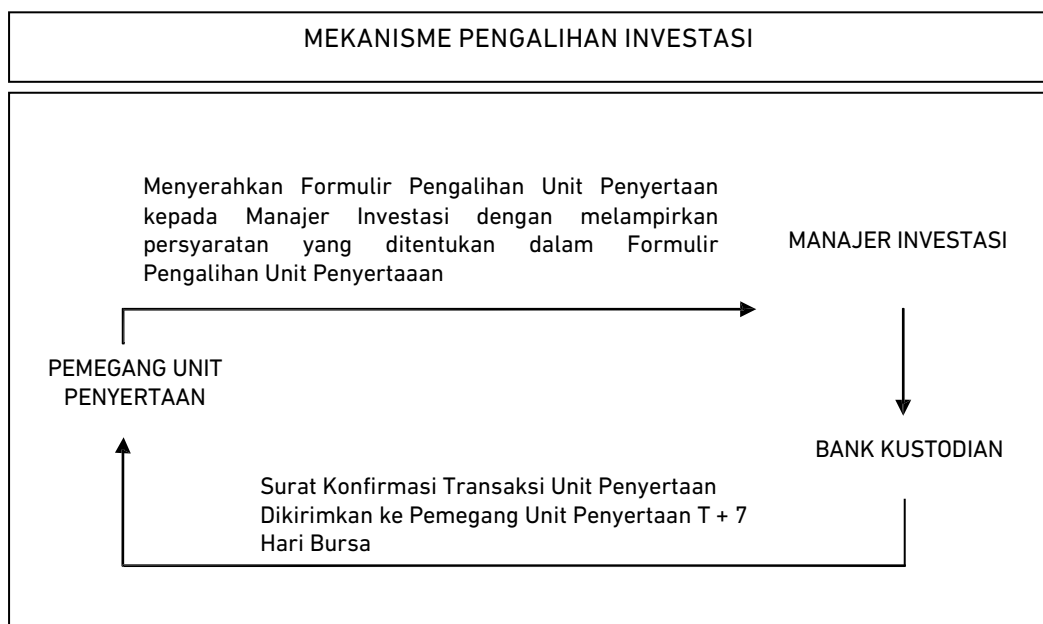 MEKANISME PENGALIHAN INVESTASI
Menyerahkan Formulir Pengalihan Unit Penyertaan
kepada Manajer Investasi dengan melampirkan
persyaratan yang ditentukan dalam Formulir
Pengalihan Unit Penyertaaan
MANAJER INVESTASI
PEMEGANG UNIT
PENYERTAAN
BANK KUSTODIAN
Surat Konfirmasi Transaksi Unit Penyertaan
Dikirimkan ke Pemegang Unit Penyertaan T + 7
Hari Bursa